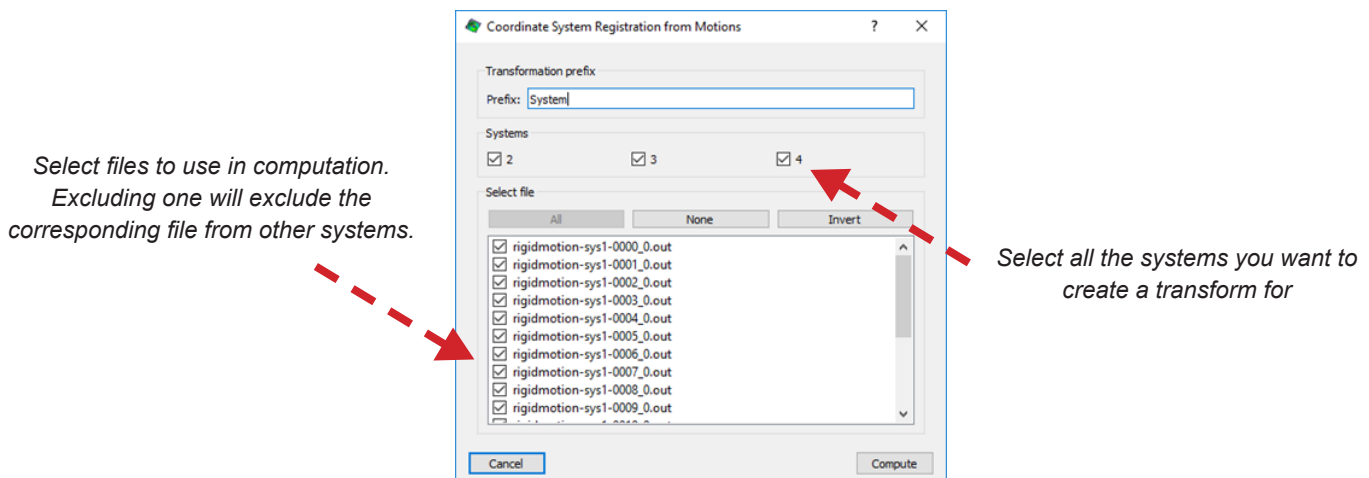 Coordinate System Registration from Motions
?
Transformation prefix
Prefix: System
Systems
2 3 4
Select file
All None Invert
rigidmotion-sys1-0000_0.out
rigidmotion-sys1-0001_0.out
rigidmotion-sys1-0002_0.out
rigidmotion-sys1-0003_0.out
rigidmotion-sys1-0004_0.out
rigidmotion-sys1-0005_0.out
rigidmotion-sys1-0006_0.out
rigidmotion-sys1-0007_0.out
rigidmotion-sys1-0008_0.out
rigidmotion-sys1-0009_0.out
Cancel Compute
Select files to use in computation.
Excluding one will exclude the
corresponding file from other systems.
Select all the systems you want to
create a transform for